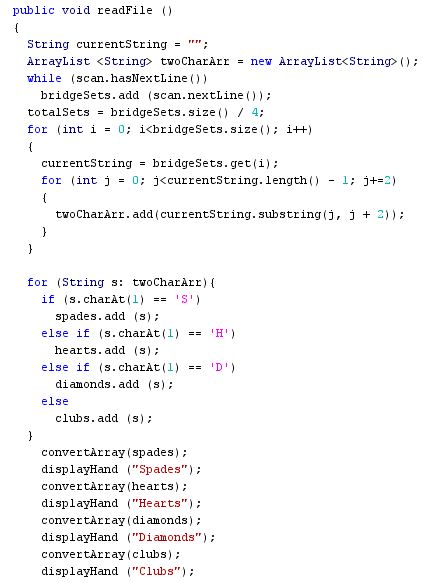 public void readFile ()
{
String currentString = "";
ArrayList <String> twoCharArr = new ArrayList<String>();
while (scan.hasNextLine())
bridgeSets.add (scan.nextLine());
totalSets = bridgeSets.size() / 4;
for (int i = 0; i<bridgeSets.size(); i++)
{
currentString = bridgeSets.get(i);
for (int j = 0; j<currentString.length() - 1; j+=2)
{
twoCharArr.add(currentString.substring(j, j + 2));
}
}
for (String s: twoCharArr){
if (s.charAt(1) == 'S')
spades.add (s);
else if (s.charAt(1) == 'H')
hearts.add (s);
else if (s.charAt(1) == 'D')
diamonds.add (s);
else
clubs.add (s);
}
convertArray(spades);
displayHand ("Spades");
convertArray(hearts);
displayHand ("Hearts");
convertArray(diamonds);
displayHand ("Diamonds");
convertArray(clubs);
displayHand ("Clubs");